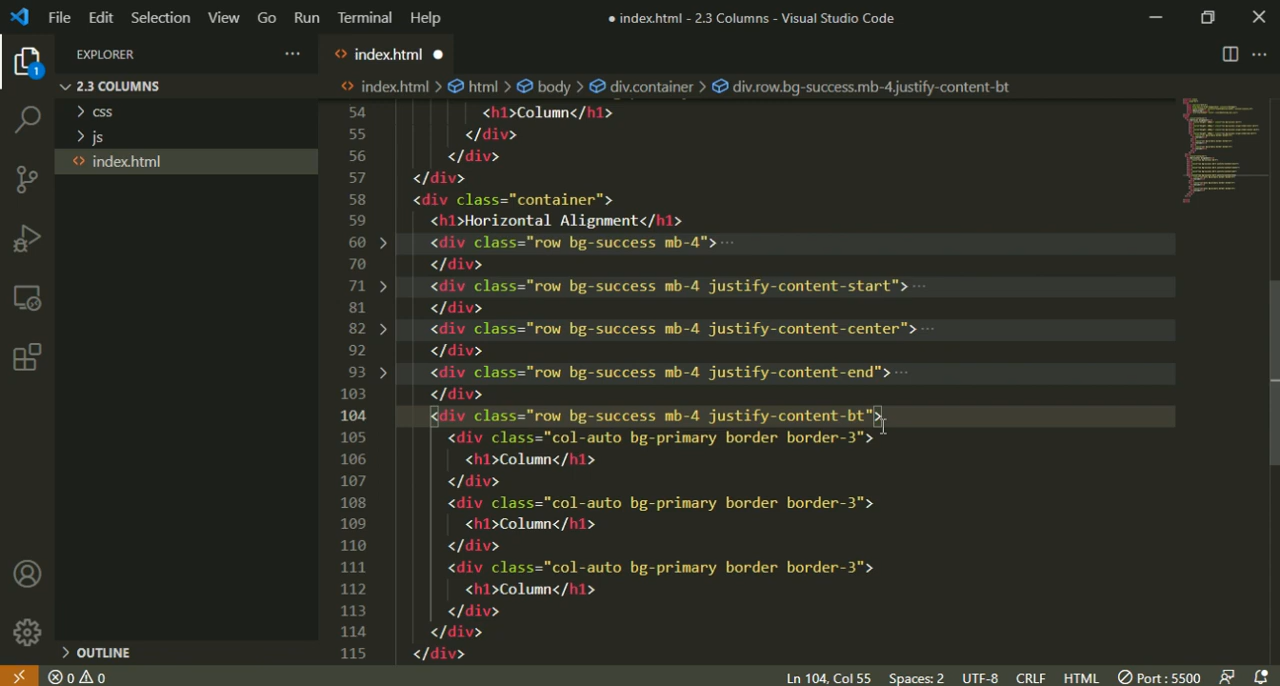 File Edit Selection View Go Run Terminal Help ● index.html - 2.3 Columns - Visual Studio Code
EXPLORER ··· <> index.html ●
1
2.3 COLUMNS <> index.html > html > body > div.container > div.row.bg-success.mb-4.justify-content-bt
> css
> js
<> index.html
54 <h1>Column</h1>
55 </div>
56 </div>
57 </div>
58 <div class="container">
59 <h1>Horizontal Alignment</h1>
60 > <div class="row bg-success mb-4">···
70 </div>
71 > <div class="row bg-success mb-4 justify-content-start">···
81 </div>
82 > <div class="row bg-success mb-4 justify-content-center">···
92 </div>
93 > <div class="row bg-success mb-4 justify-content-end">···
103 </div>
104 <div class="row bg-success mb-4 justify-content-bt">
105 <div class="col-auto bg-primary border border-3">
106 <h1>Column</h1>
107 </div>
108 <div class="col-auto bg-primary border border-3">
109 <h1>Column</h1>
110 </div>
111 <div class="col-auto bg-primary border border-3">
112 <h1>Column</h1>
113 </div>
114 </div>
115 </div>
> OUTLINE
0 0 Ln 104, Col 55 Spaces: 2 UTF-8 CRLF HTML Port : 5500